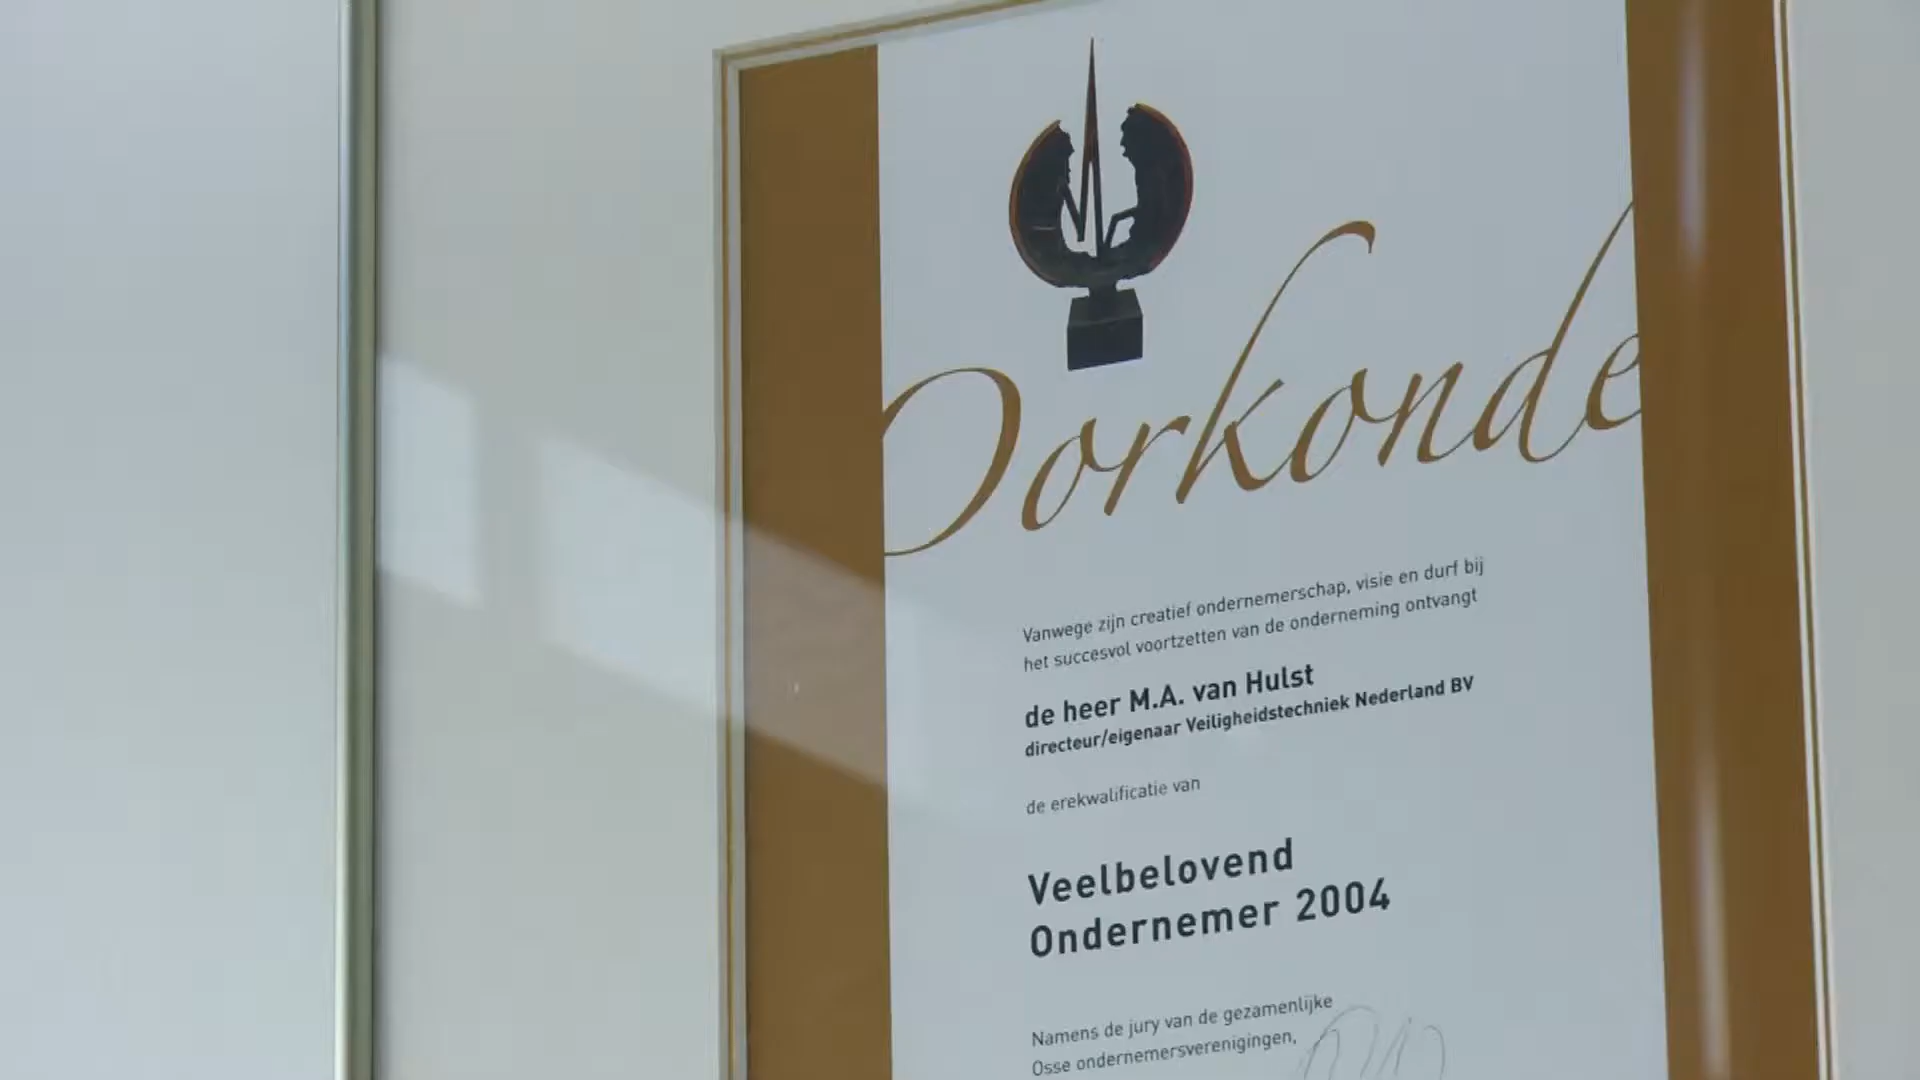 Oorkonde
Vanwege zijn creatief ondernemerschap, visie en durf bij
het succesvol voortzetten van de onderneming ontvangt
de heer M.A. van Hulst
directeur/eigenaar Veiligheidstechniek Nederland BV
de erekwalificatie van
Veelbelovend
Ondernemer 2004
Namens de jury van de gezamenlijke
Osse ondernemersverenigingen,